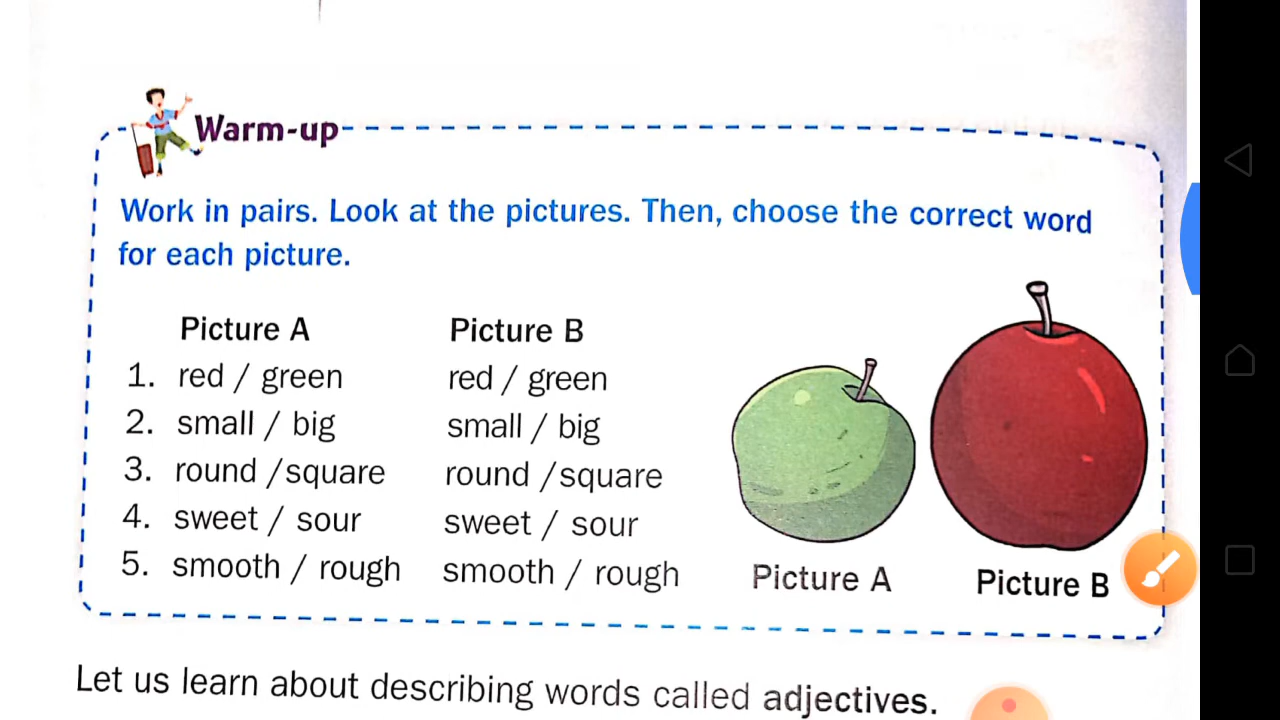 Warm-up
Work in pairs. Look at the pictures. Then, choose the correct word
for each picture.
Picture A Picture B
1. red / green red / green
2. small / big small / big
3. round /square round /square
4. sweet / sour sweet / sour
5. smooth / rough smooth / rough
Picture A Picture B
Let us learn about describing words called adjectives.